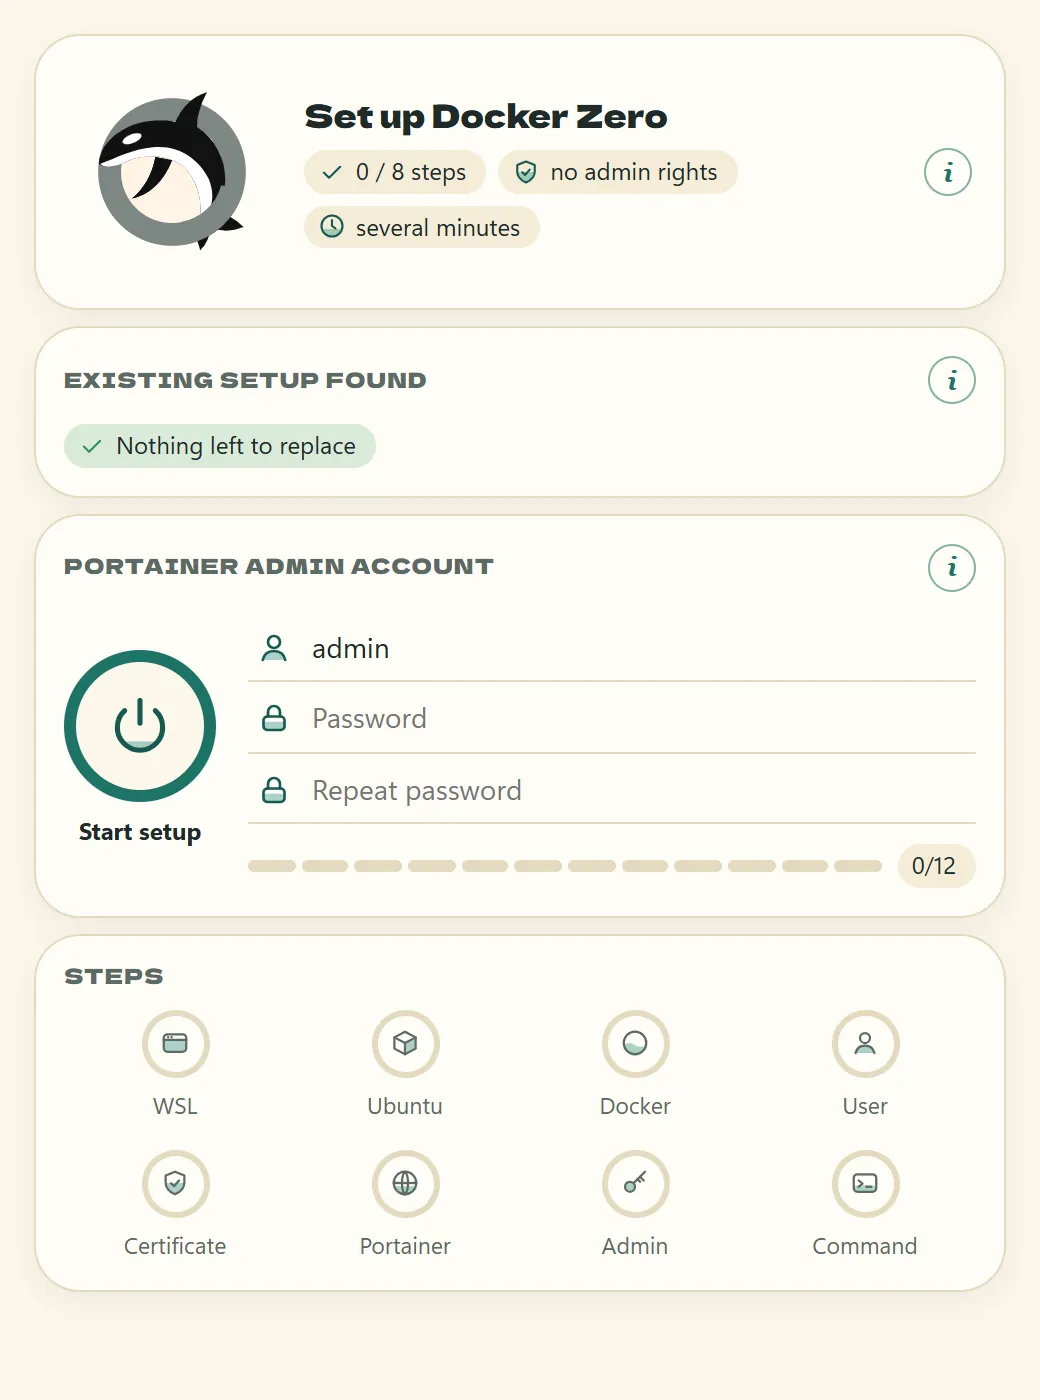 Set up Docker Zero
0 / 8 steps
no admin rights
i
several minutes
EXISTING SETUP FOUND
i
Nothing left to replace
PORTAINER ADMIN ACCOUNT
i
admin
Password
Repeat password
Start setup
0/12
STEPS
WSL
Ubuntu
Docker
User
Certificate
Portainer
Admin
Command